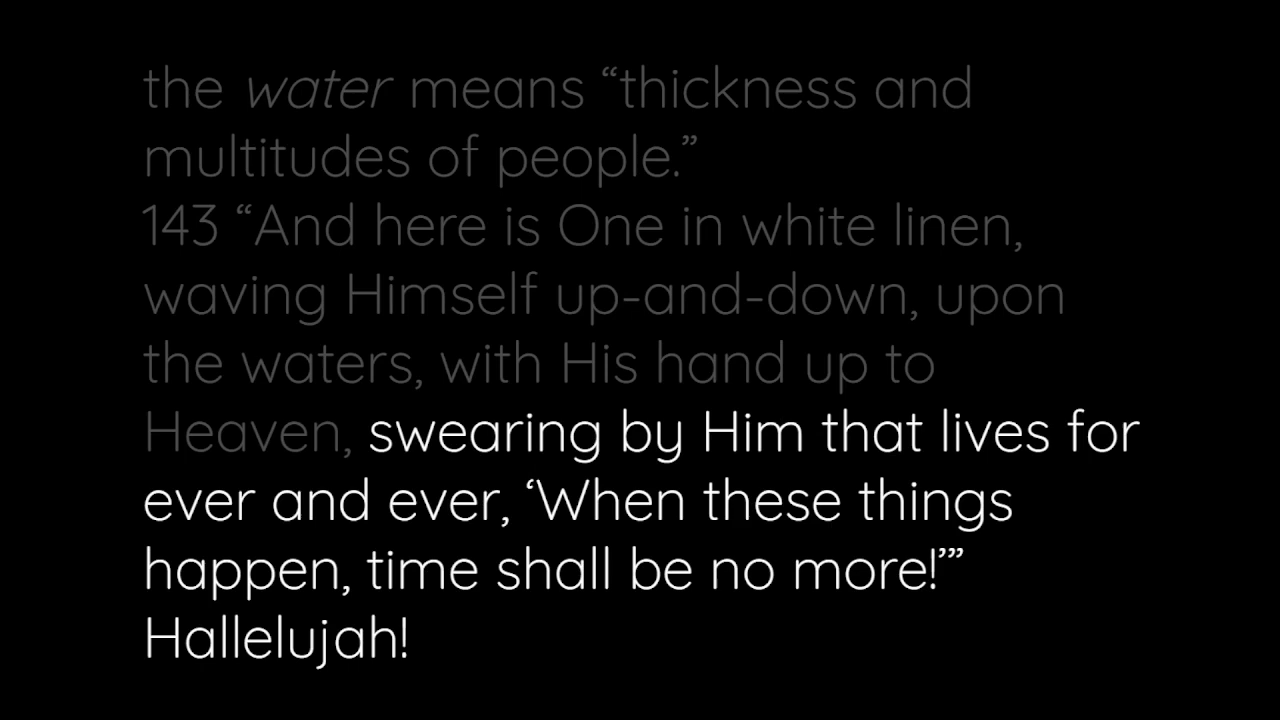 the water means “thickness and
multitudes of people.”
143 “And here is One in white linen,
waving Himself up-and-down, upon
the waters, with His hand up to
Heaven, swearing by Him that lives for
ever and ever, ‘When these things
happen, time shall be no more!’”
Hallelujah!